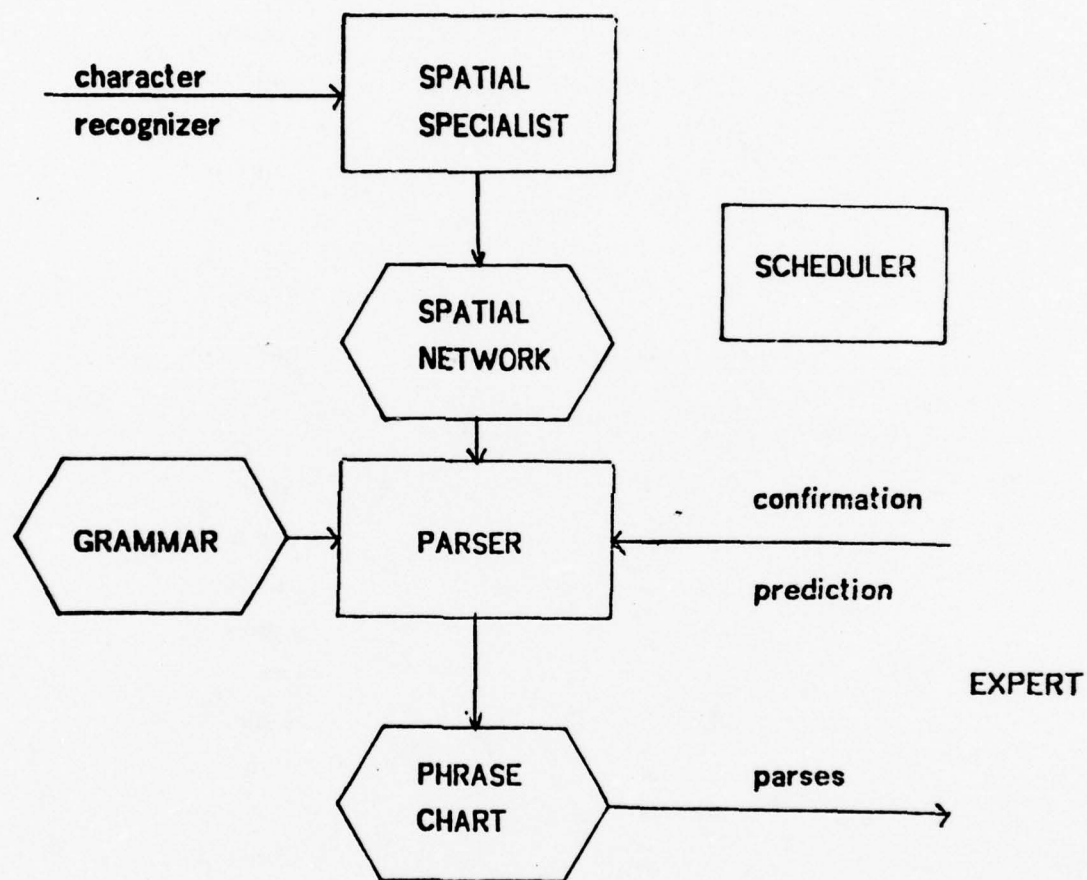 character
recognizer
SPATIAL
SPECIALIST
SCHEDULER
SPATIAL
NETWORK
GRAMMAR
PARSER
confirmation
prediction
EXPERT
PHRASE
CHART
parses